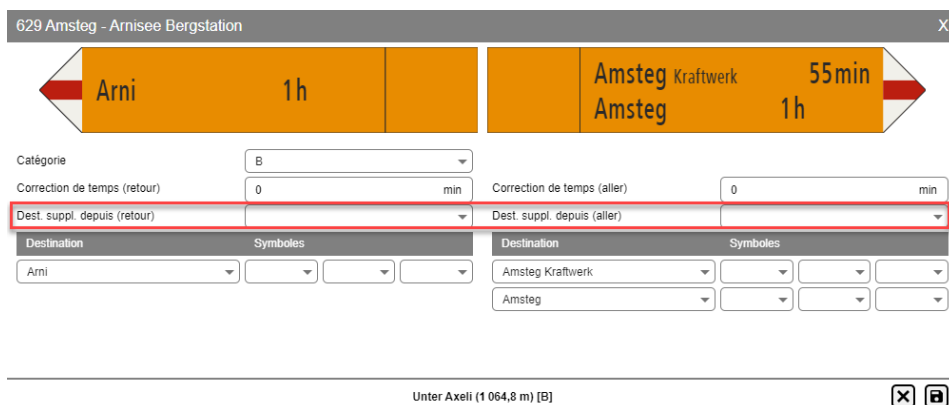 629 Amsteg - Arnisee Bergstation X
Arni 1 h
Amsteg Kraftwerk 55min
Amsteg 1 h
Catégorie B
Correction de temps (retour) 0 min Correction de temps (aller) 0 min
Dest. suppl. depuis (retour) Dest. suppl. depuis (aller)
Destination Symboles Destination Symboles
Arni Amsteg Kraftwerk
Amsteg
Unter Axeli (1 064,8 m) [B]